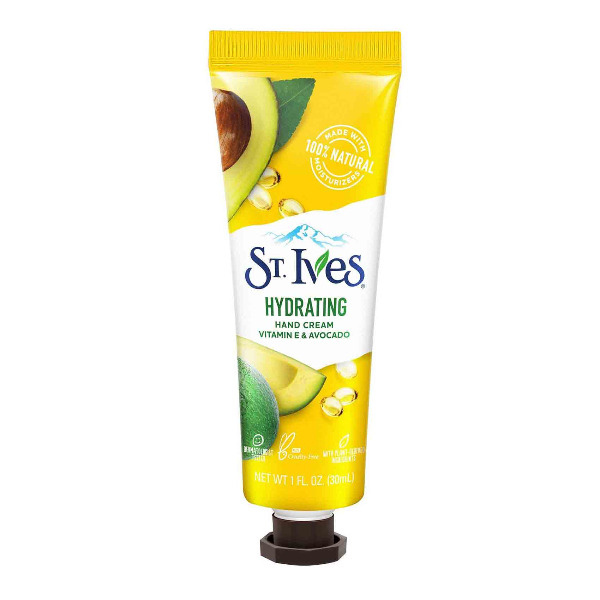 MADE WITH
100% NATURAL
MOISTURIZERS
ST. IVES®
HYDRATING
HAND CREAM
VITAMIN E & AVOCADO
NET WT 1 FL. OZ. (30mL)